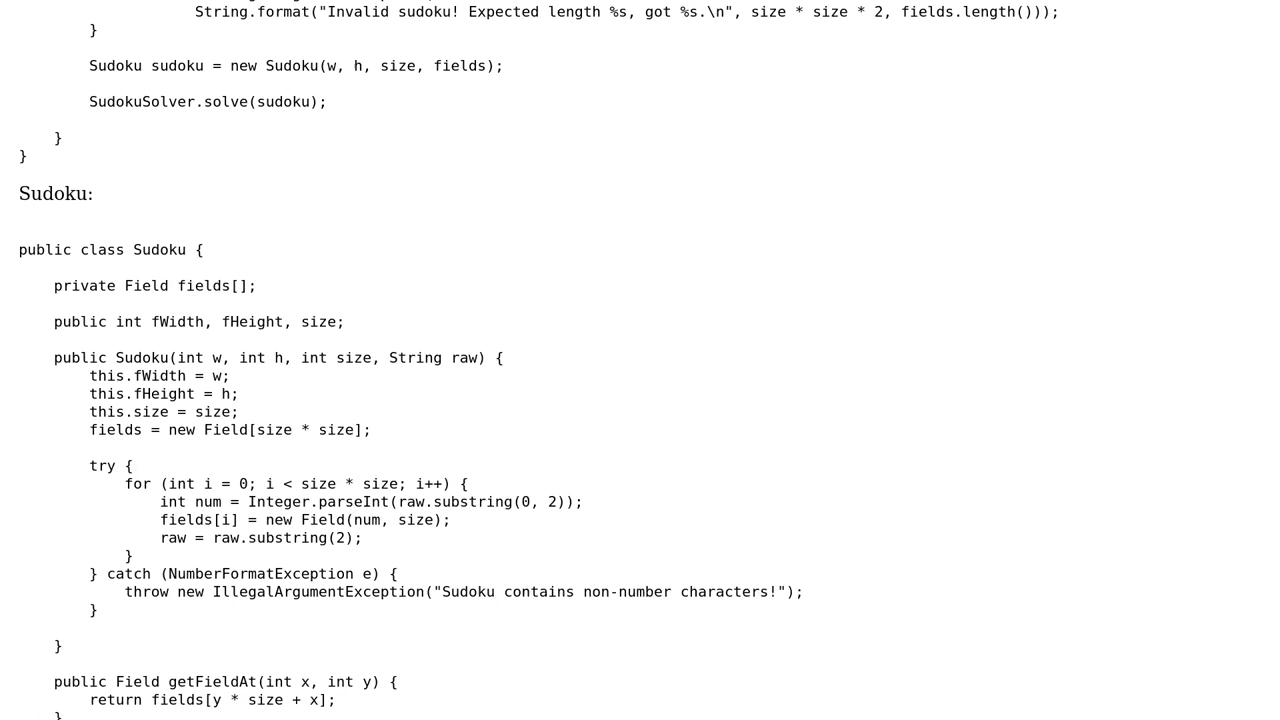 String.format("Invalid sudoku! Expected length %s, got %s.\n", size * size * 2, fields.length()));
}
Sudoku sudoku = new Sudoku(w, h, size, fields);
SudokuSolver.solve(sudoku);
}
}
Sudoku:
public class Sudoku {
private Field fields[];
public int fWidth, fHeight, size;
public Sudoku(int w, int h, int size, String raw) {
this.fWidth = w;
this.fHeight = h;
this.size = size;
fields = new Field[size * size];
try {
for (int i = 0; i < size * size; i++) {
int num = Integer.parseInt(raw.substring(0, 2));
fields[i] = new Field(num, size);
raw = raw.substring(2);
}
} catch (NumberFormatException e) {
throw new IllegalArgumentException("Sudoku contains non-number characters!");
}
}
public Field getFieldAt(int x, int y) {
return fields[y * size + x];
}